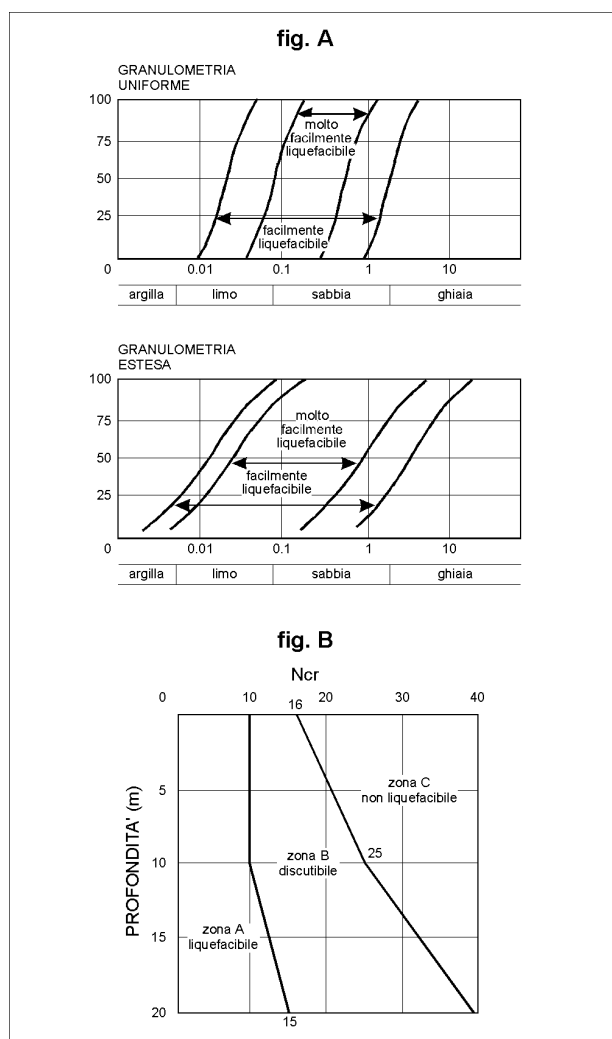 fig. A
GRANULOMETRIA
UNIFORME
100
75
50
25
0
molto
facilmente
liquefacibile
facilmente
liquefacibile
0.01 0.1 1 10
argilla limo sabbia ghiaia
GRANULOMETRIA
ESTESA
100
75
50
25
0
molto
facilmente
liquefacibile
facilmente
liquefacibile
0.01 0.1 1 10
argilla limo sabbia ghiaia
fig. B
Ncr
0 10 20 30 40
16
5
10
15
20
PROFONDITA' (m)
zona C
non liquefacibile
25
zona B
discutibile
zona A
liquefacibile
15